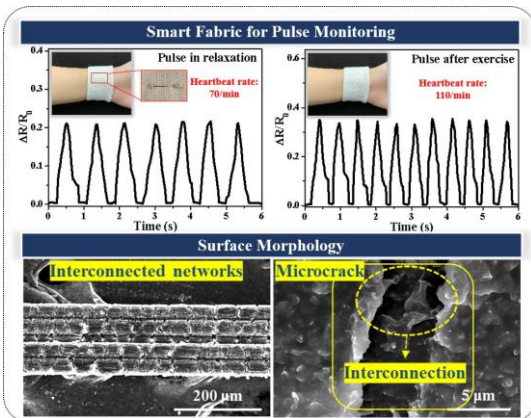 Smart Fabric for Pulse Monitoring
0.4
0.3
0.2
0.1
0.0
ΔR/R0
Pulse in relaxation
Heartbeat rate:
70/min
0 1 2 3 4 5 6
Time (s)
0.6
0.4
0.2
0.0
ΔR/R0
Pulse after exercise
Heartbeat rate:
110/min
0 1 2 3 4 5 6
Time (s)
Surface Morphology
Interconnected networks
200 μm
Microcrack
Interconnection
5 μm